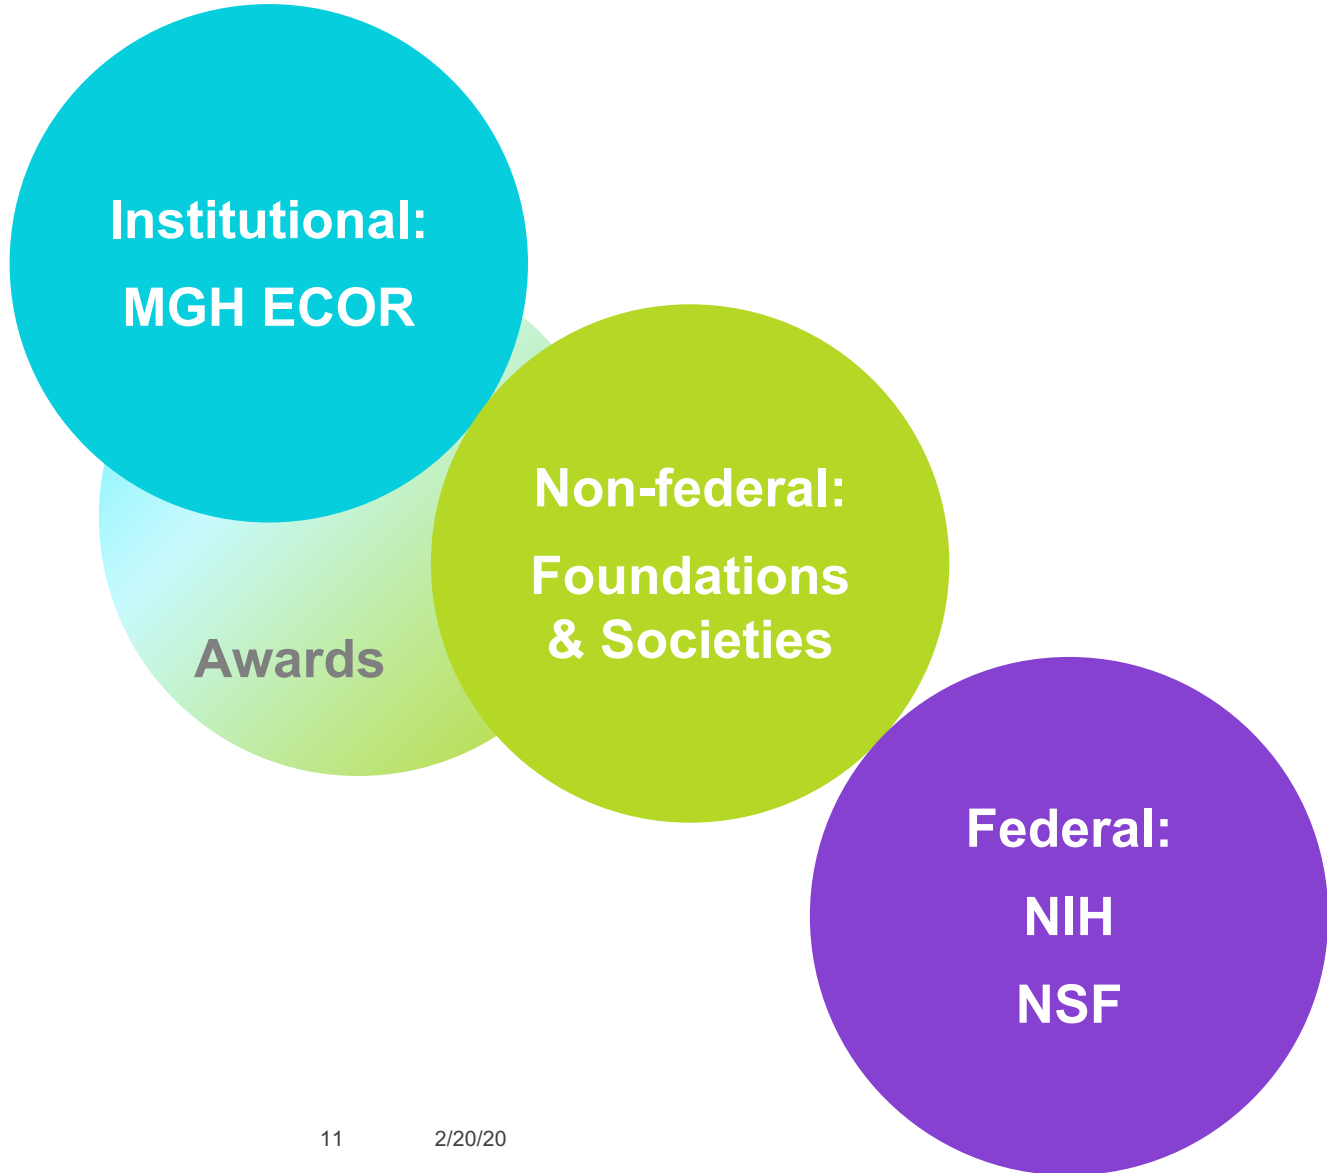 Institutional:
MGH ECOR
Non-federal:
Foundations
& Societies
Awards
Federal:
NIH
NSF
11 2/20/20